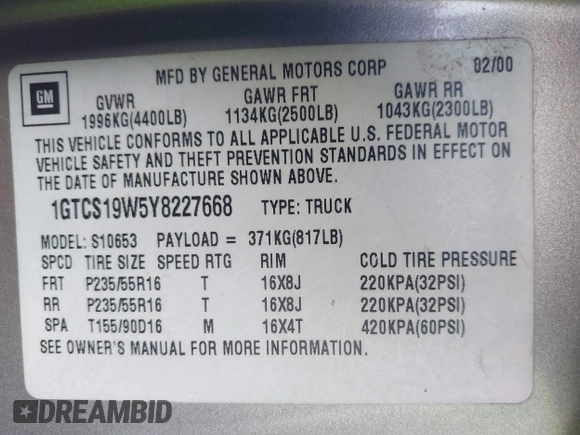 MFD BY GENERAL MOTORS CORP 02/00
GM
GVWR GAWR FRT GAWR RR
1996KG(4400LB) 1134KG(2500LB) 1043KG(2300LB)
THIS VEHICLE CONFORMS TO ALL APPLICABLE U.S. FEDERAL MOTOR
VEHICLE SAFETY AND THEFT PREVENTION STANDARDS IN EFFECT ON
THE DATE OF MANUFACTURE SHOWN ABOVE.
1GTCS19W5Y8227668 TYPE: TRUCK
MODEL: S10653 PAYLOAD = 371KG(817LB)
SPCD TIRE SIZE SPEED RTG RIM COLD TIRE PRESSURE
FRT P235/55R16 T 16X8J 220KPA(32PSI)
RR P235/55R16 T 16X8J 220KPA(32PSI)
SPA T155/90D16 M 16X4T 420KPA(60PSI)
SEE OWNER'S MANUAL FOR MORE INFORMATION.
DREAMBID